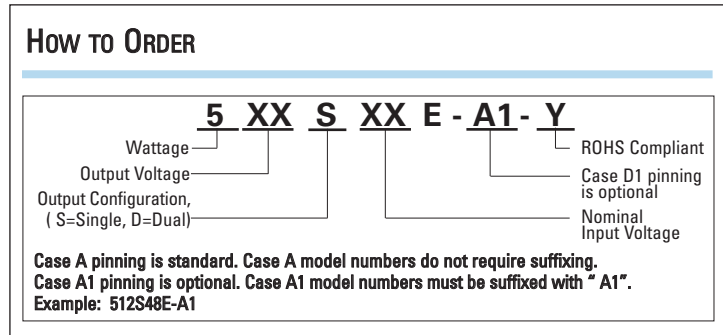 HOW TO ORDER
5 XX S XX E - A1 - Y
Wattage
Output Voltage
Output Configuration,
( S=Single, D=Dual)
ROHS Compliant
Case D1 pinning
is optional
Nominal
Input Voltage
Case A pinning is standard. Case A model numbers do not require suffixing.
Case A1 pinning is optional. Case A1 model numbers must be suffixed with “ A1”.
Example: 512S48E-A1